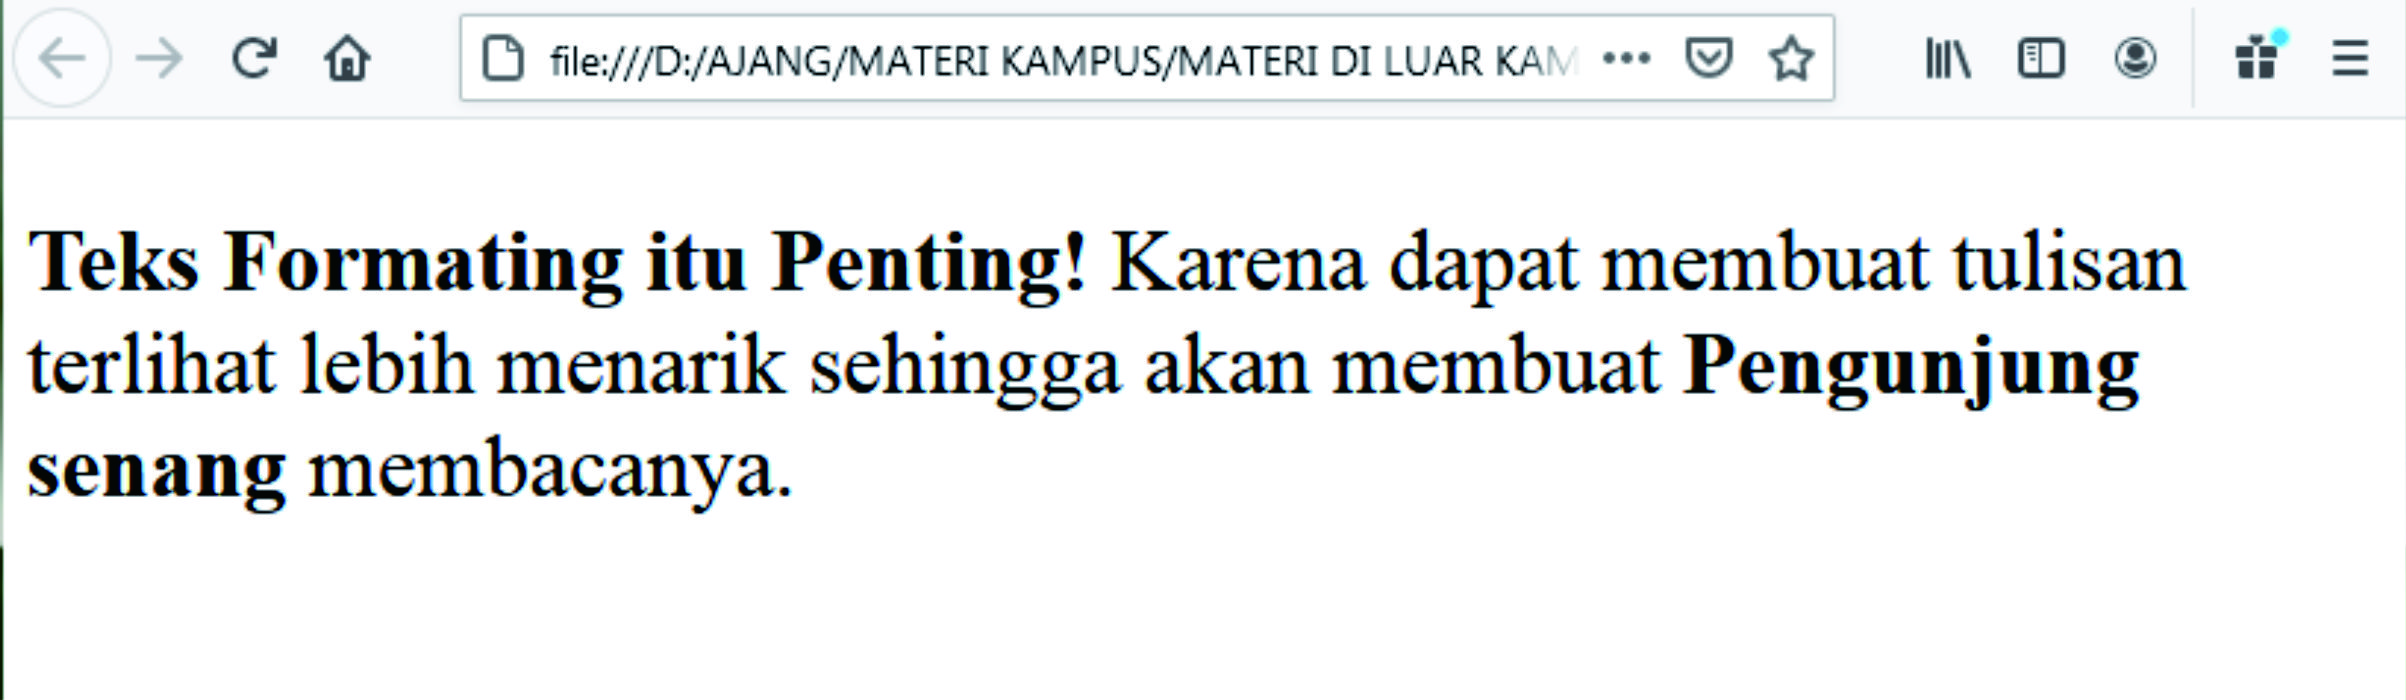 file:///D:/AJANG/MATERI KAMPUS/MATERI DI LUAR KAM
Teks Formating itu Penting! Karena dapat membuat tulisan
terlihat lebih menarik sehingga akan membuat Pengunjung
senang membacanya.